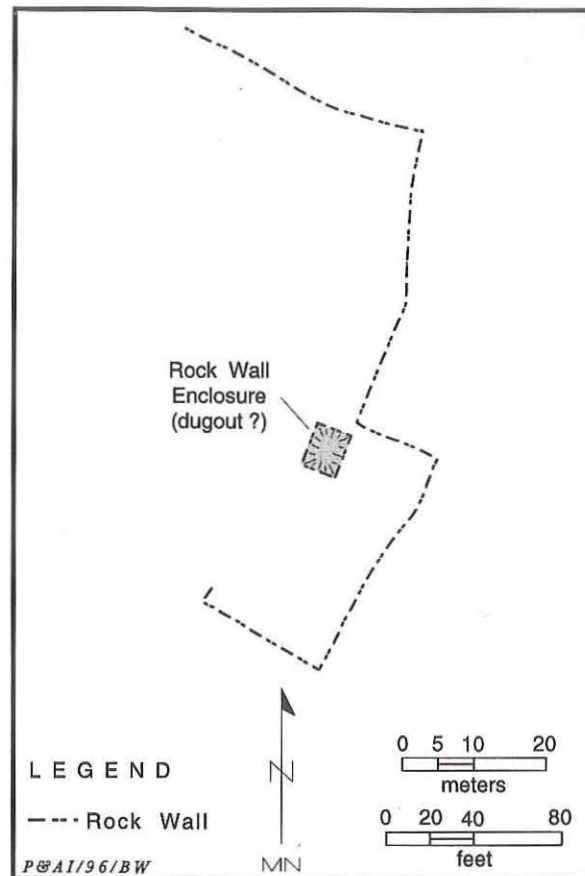 Rock Wall
Enclosure
(dugout ?)
LEGEND
Rock Wall
P&AI/96/BW
N
MN
0 5 10 20
meters
0 20 40 80
feet